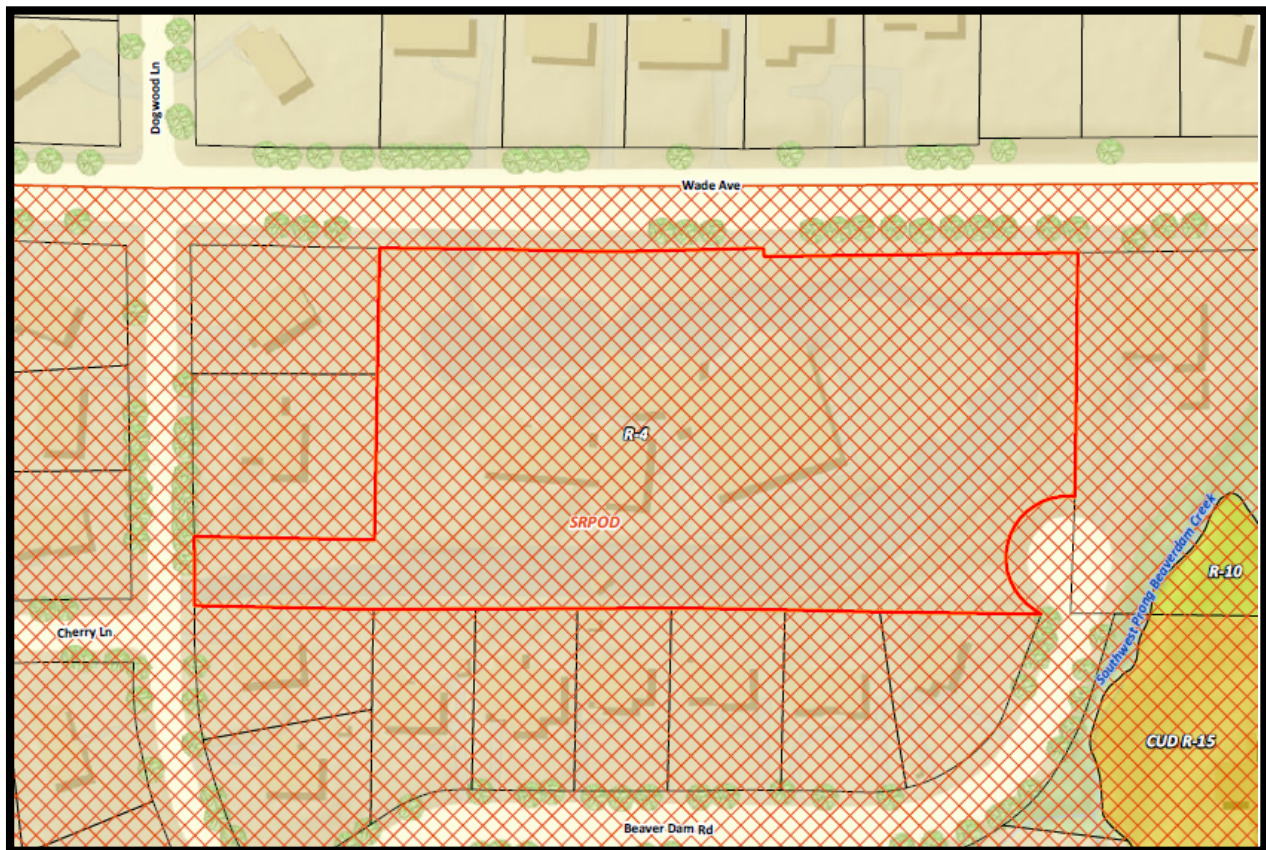 Dogwood Ln
Wade Ave
R-4
SRPOD
Southwest Prong Beaverdam Creek
R-10
Cherry Ln
CUD R-15
Beaver Dam Rd